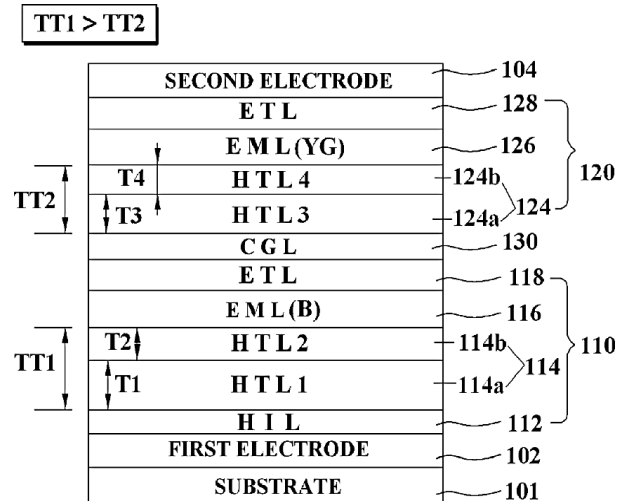 TT1 > TT2
SECOND ELECTRODE 104
ETL 128
EML(YG) 126
T4 HTL4 124b
TT2 124 120
T3 HTL3 124a
CGL 130
ETL 118
EML(B) 116
T2 HTL2 114b
TT1 114 110
T1 HTL1 114a
HIL 112
FIRST ELECTRODE 102
SUBSTRATE 101